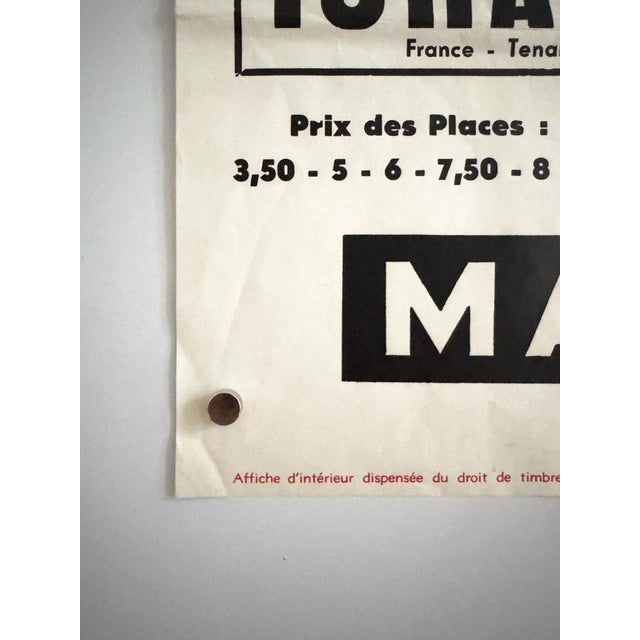 France -
Prix des Places :
3,50 - 5 - 6 - 7,50 - 8
MA
Affiche d'intérieur dispensée du droit de timbre